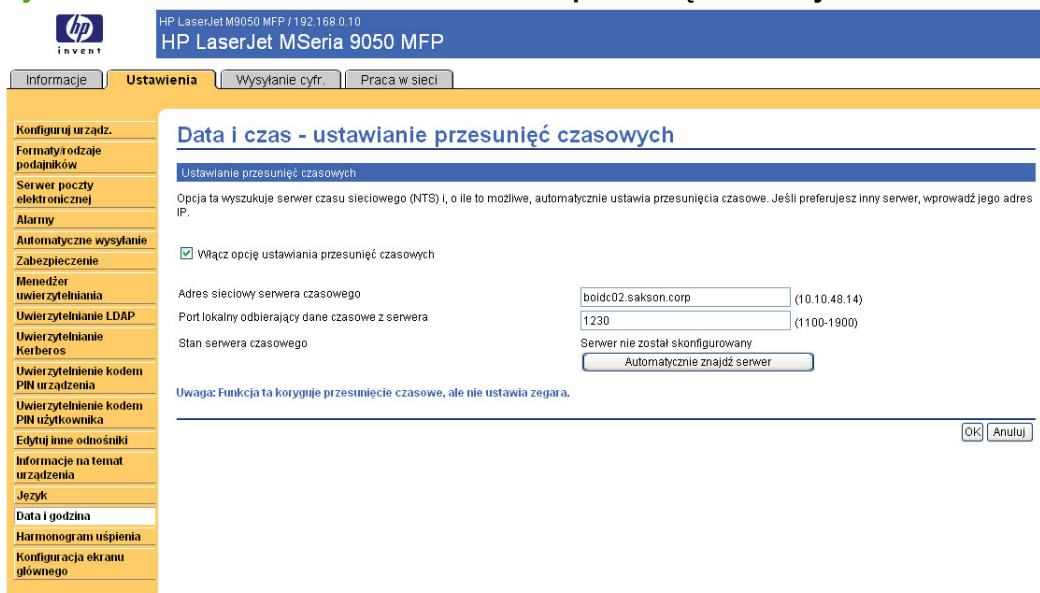 hp
invent
HP LaserJet M9050 MFP / 192.168.0.10
HP LaserJet MSeria 9050 MFP
Informacje
Ustawienia
Wysyłanie cyfr.
Praca w sieci
Konfiguruj urządz.
Formaty/rodzaje
podajników
Serwer poczty
elektronicznej
Alarmy
Automatyczne wysyłanie
Zabezpieczenie
Menedżer
uwierzytelniania
Uwierzytelnianie LDAP
Uwierzytelnianie
Kerberos
Uwierzytelnienie kodem
PIN urządzenia
Uwierzytelnienie kodem
PIN użytkownika
Edytuj inne odnośniki
Informacje na temat
urządzenia
Język
Data i godzina
Harmonogram uśpienia
Konfiguracja ekranu
głównego
Data i czas - ustawianie przesunięć czasowych
Ustawianie przesunięć czasowych
Opcja ta wyszukuje serwer czasu sieciowego (NTS) i, o ile to możliwe, automatycznie ustawia przesunięcia czasowe. Jeśli preferujesz inny serwer, wprowadź jego adres
IP.
Włącz opcję ustawiania przesunięć czasowych
Adres sieciowy serwera czasowego
boidc02.sakson.corp
(10.10.48.14)
Port lokalny odbierający dane czasowe z serwera
1230
(1100-1900)
Stan serwera czasowego
Serwer nie został skonfigurowany
Automatycznie znajdź serwer
Uwaga: Funkcja ta koryguje przesunięcie czasowe, ale nie ustawia zegara.
OK
Anuluj